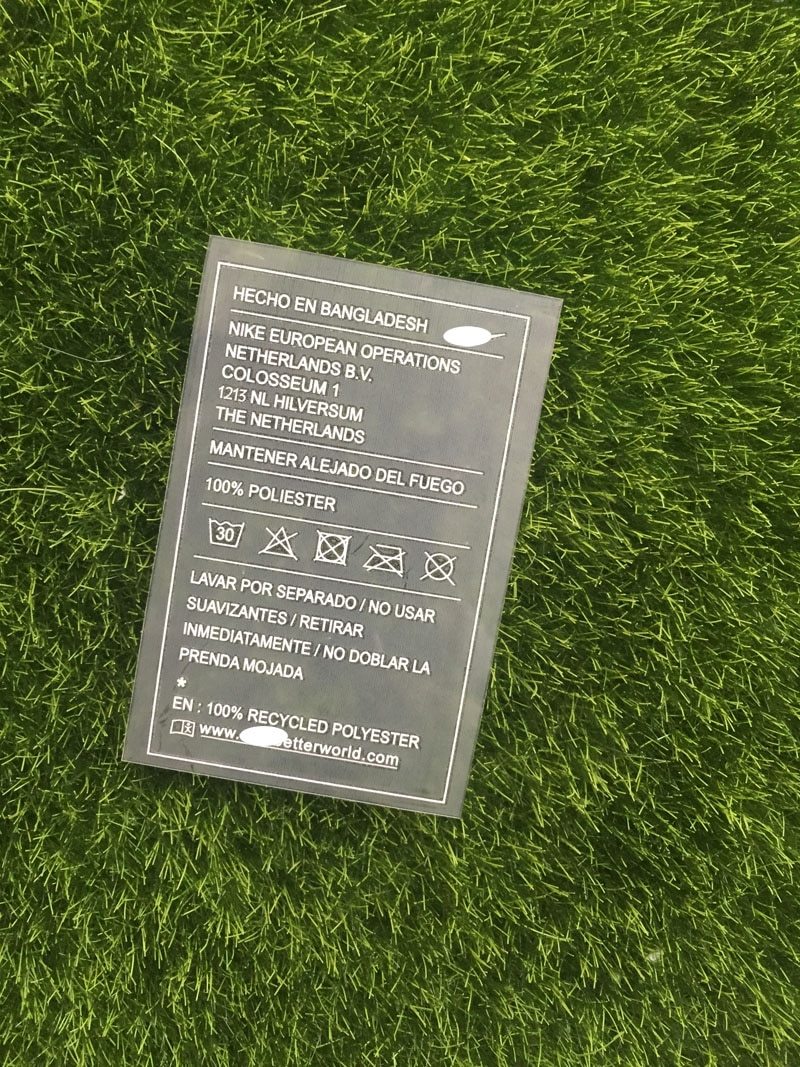 HECHO EN BANGLADESH
NIKE EUROPEAN OPERATIONS
NETHERLANDS B.V.
COLOSSEUM 1
1213 NL HILVERSUM
THE NETHERLANDS
MANTENER ALEJADO DEL FUEGO
100% POLIESTER
30
LAVAR POR SEPARADO / NO USAR
SUAVIZANTES / RETIRAR
INMEDIATAMENTE / NO DOBLAR LA
PRENDA MOJADA
*
EN : 100% RECYCLED POLYESTER
www. etterworld.com